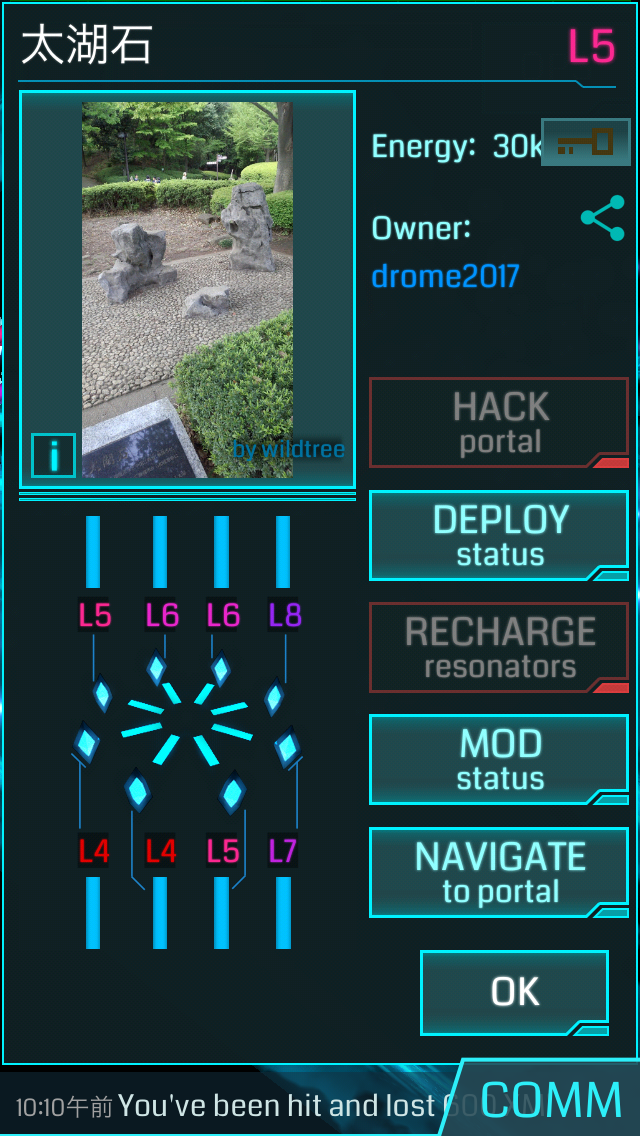 太湖石
L5
Energy: 30k
Owner:
drome2017
i
by wildtree
HACK
portal
DEPLOY
status
RECHARGE
resonators
MOD
status
NAVIGATE
to portal
OK
L5 L6 L6 L8
L4 L4 L5 L7
10:10午前 You've been hit and lost 600 XM
COMM